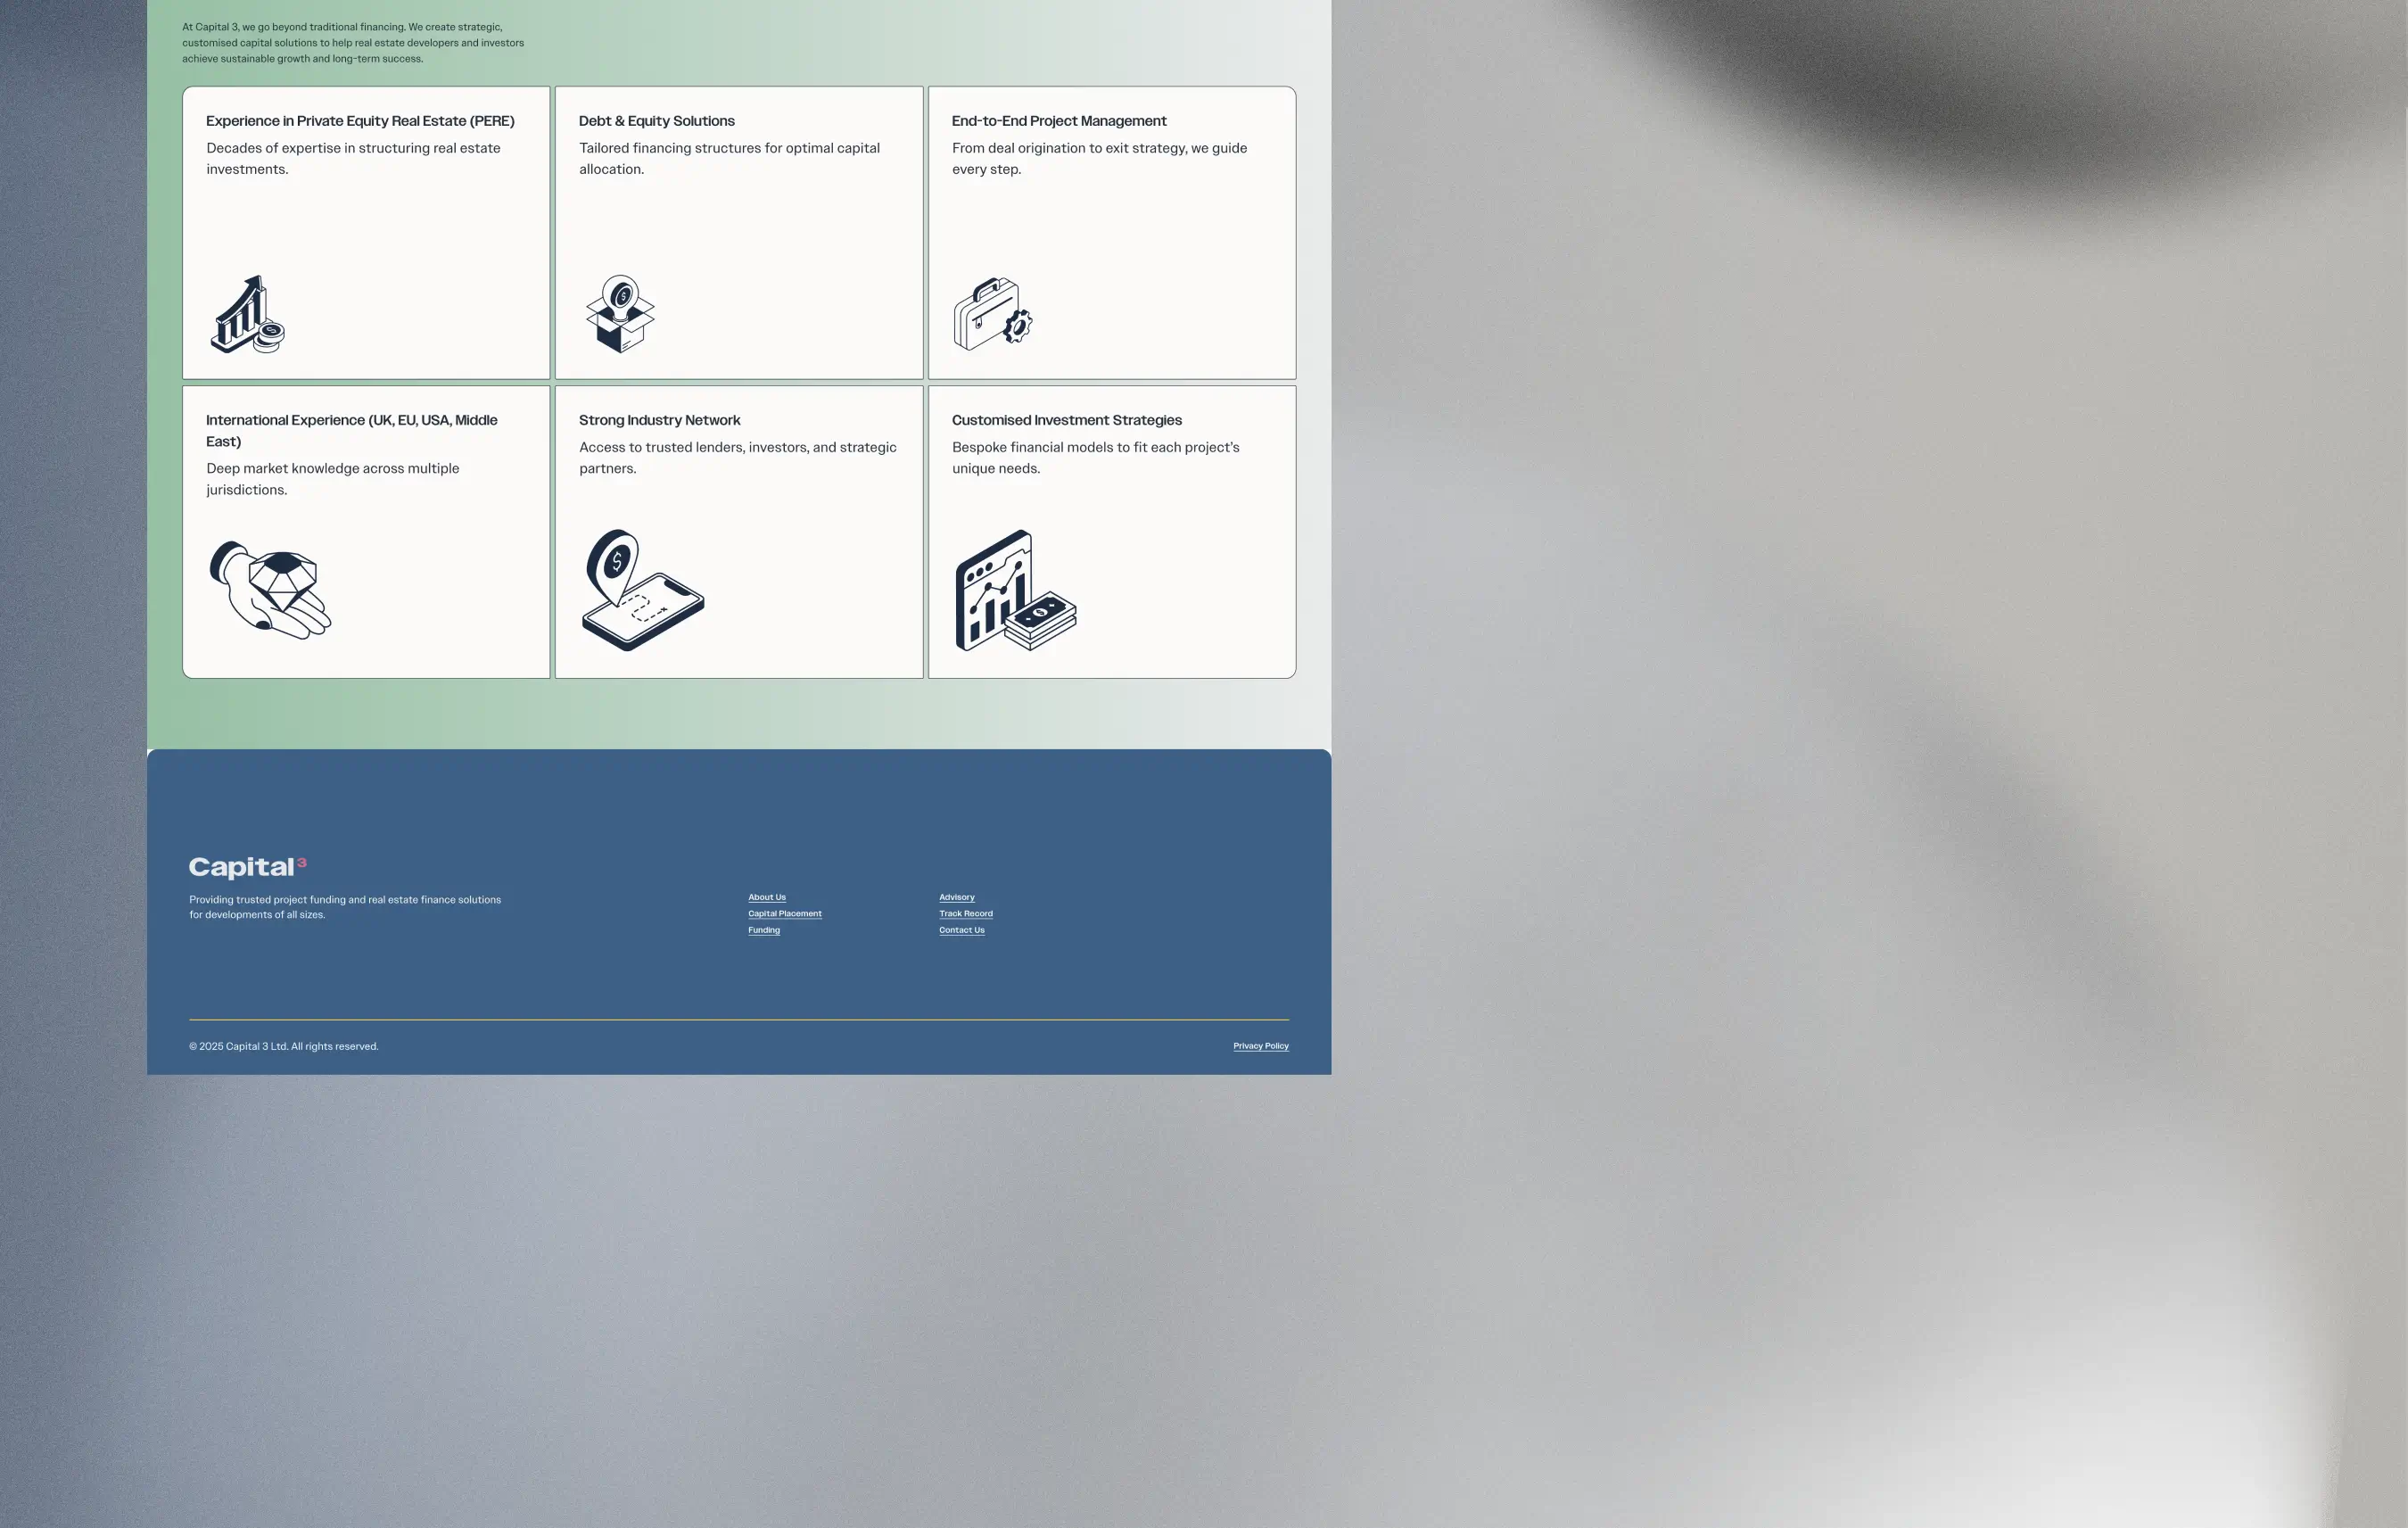 At Capital 3, we go beyond traditional financing. We create strategic,
customised capital solutions to help real estate developers and investors
achieve sustainable growth and long-term success.
Experience in Private Equity Real Estate (PERE)
Decades of expertise in structuring real estate
investments.
Debt & Equity Solutions
Tailored financing structures for optimal capital
allocation.
End-to-End Project Management
From deal origination to exit strategy, we guide
every step.
International Experience (UK, EU, USA, Middle
East)
Deep market knowledge across multiple
jurisdictions.
Strong Industry Network
Access to trusted lenders, investors, and strategic
partners.
Customised Investment Strategies
Bespoke financial models to fit each project's
unique needs.
Capital³
Providing trusted project funding and real estate finance solutions
for developments of all sizes.
About Us
Capital Placement
Funding
Advisory
Track Record
Contact Us
© 2025 Capital 3 Ltd. All rights reserved.
Privacy Policy